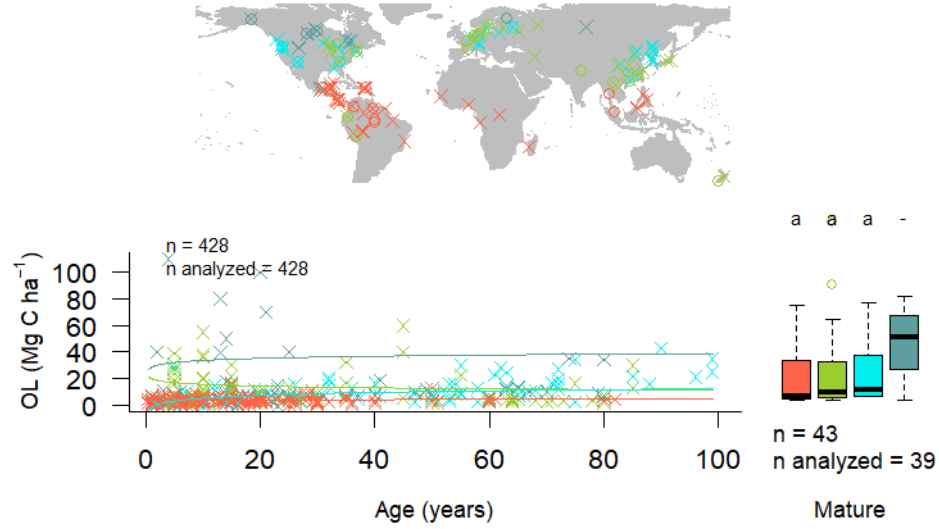 a a a -
n = 428
n analyzed = 428
OL (Mg C ha⁻¹)
100
80
60
40
20
0
0 20 40 60 80 100
Age (years)
n = 43
n analyzed = 39
Mature